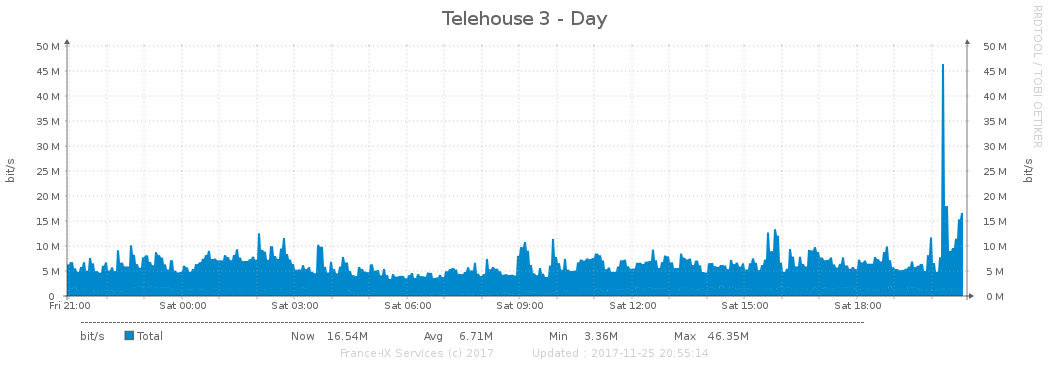 Telehouse 3 - Day
RRDTOOL / TOBI OETIKER
bit/s
50 M 50 M
45 M 45 M
40 M 40 M
35 M 35 M
30 M 30 M
25 M 25 M
20 M 20 M
15 M 15 M
10 M 10 M
5 M 5 M
0 0 M
bit/s
Fri 21:00 Sat 00:00 Sat 03:00 Sat 06:00 Sat 09:00 Sat 12:00 Sat 15:00 Sat 18:00
bit/s Total Now 16.54M Avg 6.71M Min 3.36M Max 46.35M
France-IX Services (c) 2017 Updated : 2017-11-25 20:55:14